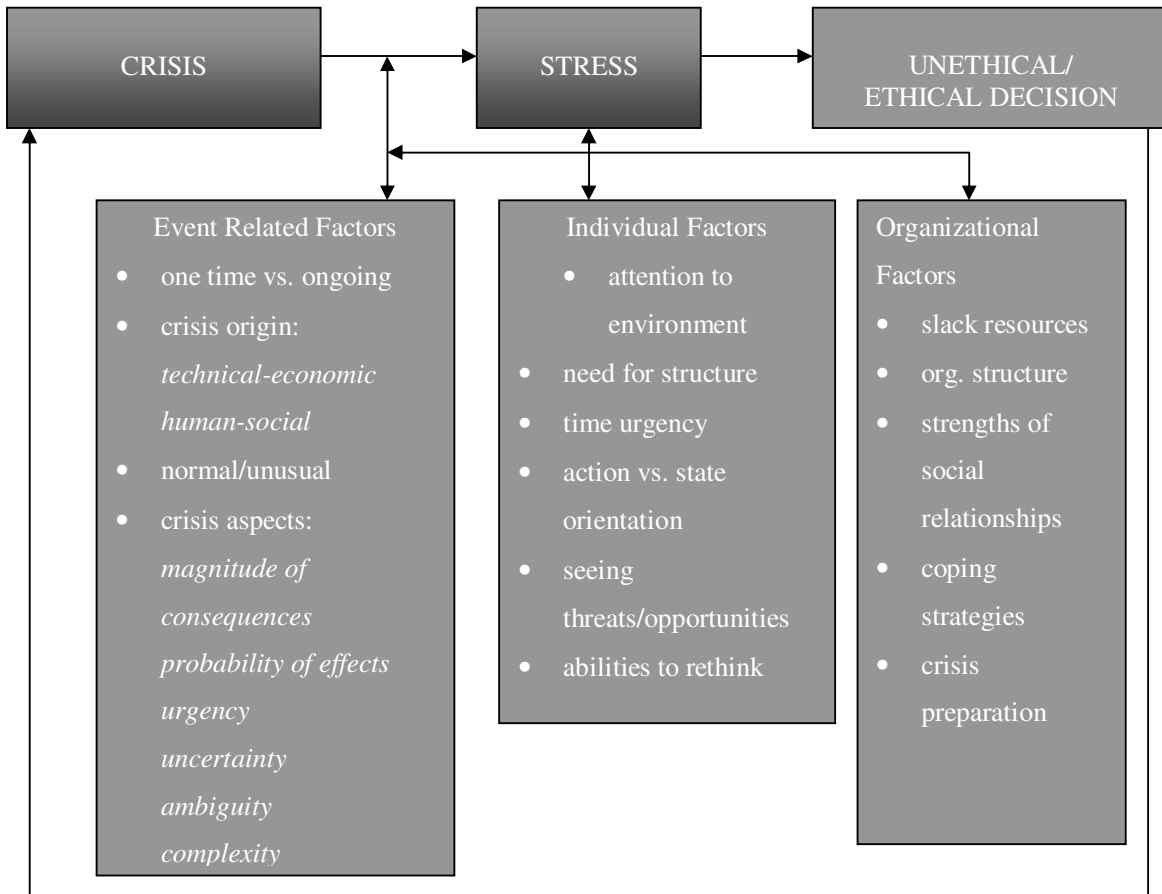 CRISIS
STRESS
UNETHICAL/
ETHICAL DECISION
Event Related Factors
• one time vs. ongoing
• crisis origin:
technical-economic
human-social
• normal/unusual
• crisis aspects:
magnitude of
consequences
probability of effects
urgency
uncertainty
ambiguity
complexity
Individual Factors
• attention to
environment
• need for structure
• time urgency
• action vs. state
orientation
• seeing
threats/opportunities
• abilities to rethink
Organizational
Factors
• slack resources
• org. structure
• strengths of
social
relationships
• coping
strategies
• crisis
preparation